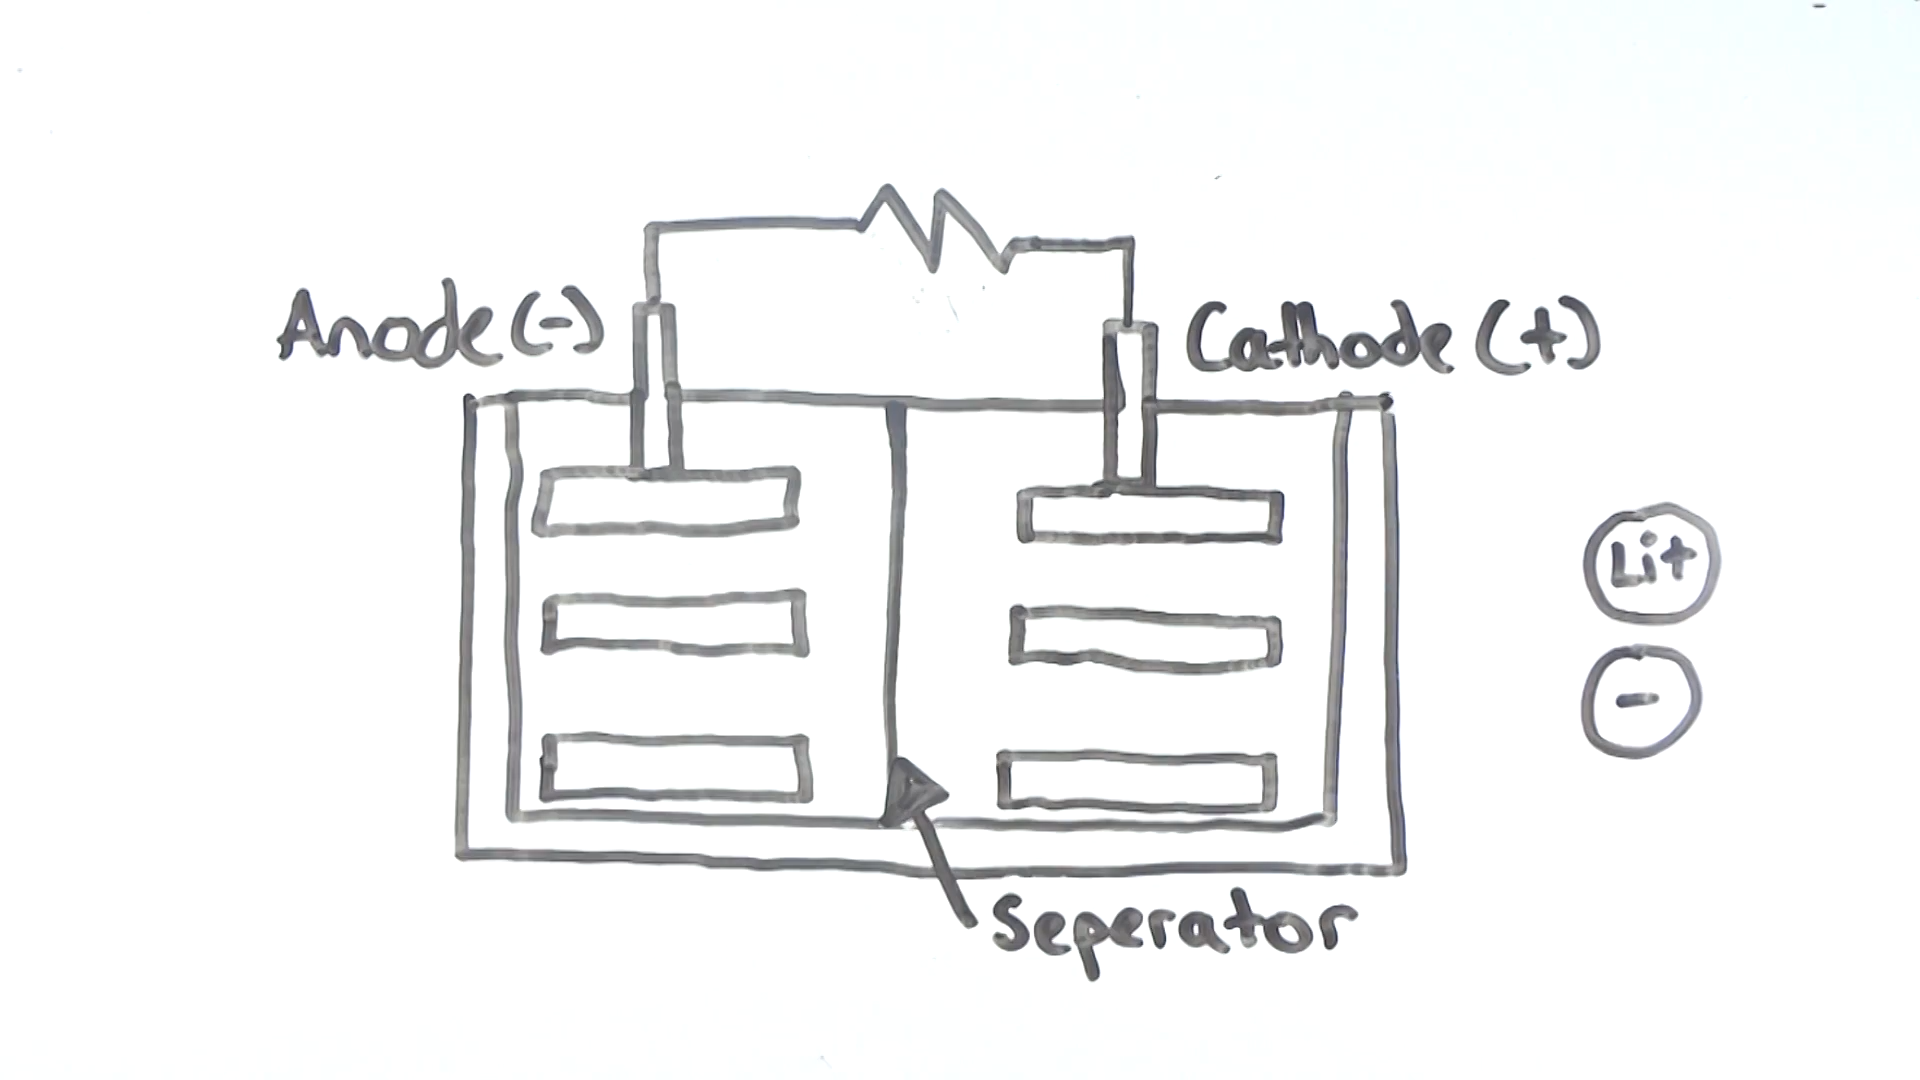 Anode (-)
Cathode (+)
Li+
-
Seperator